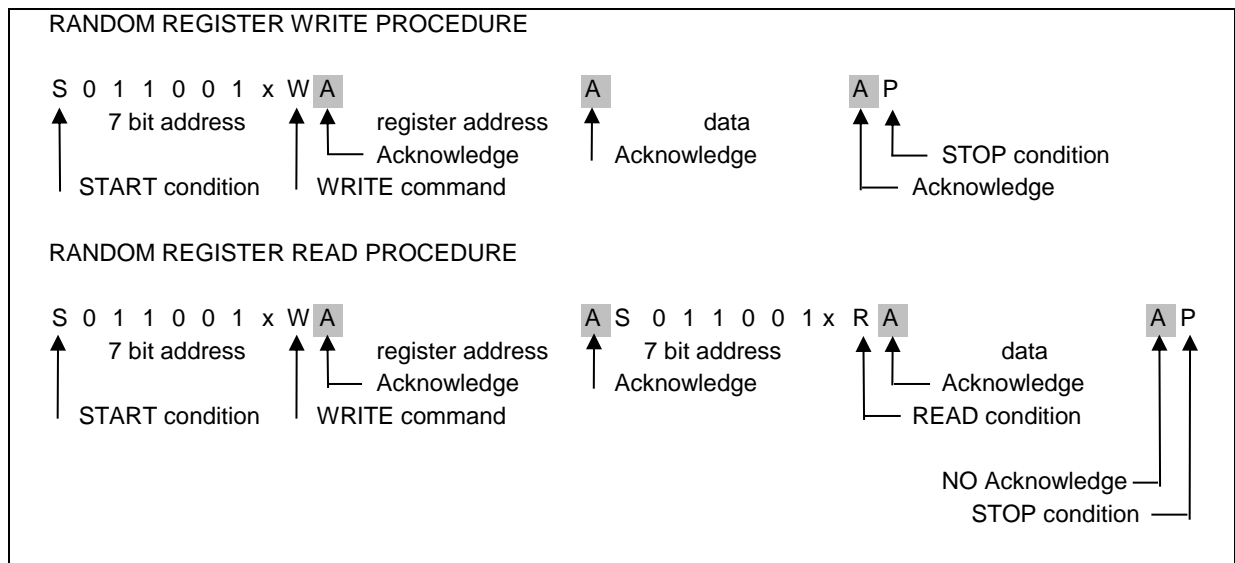 RANDOM REGISTER WRITE PROCEDURE
S 0 1 1 0 0 1 x W A A A P
7 bit address register address data
Acknowledge Acknowledge STOP condition
START condition WRITE command Acknowledge
RANDOM REGISTER READ PROCEDURE
S 0 1 1 0 0 1 x W A A S 0 1 1 0 0 1 x R A A P
7 bit address register address 7 bit address data
Acknowledge Acknowledge Acknowledge
START condition WRITE command READ condition
NO Acknowledge
STOP condition